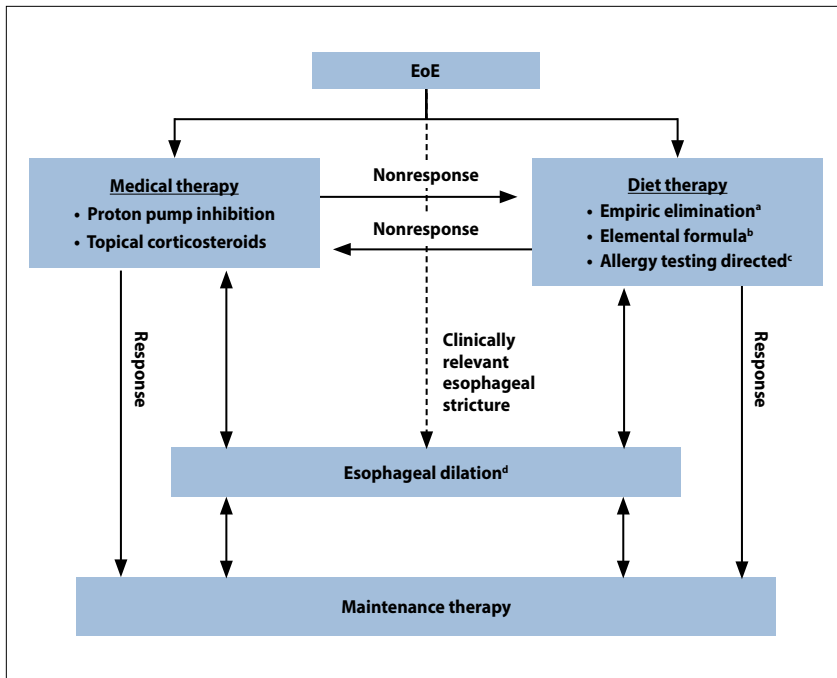 EoE
Medical therapy
• Proton pump inhibition
• Topical corticosteroids
Nonresponse
Nonresponse
Diet therapy
• Empiric eliminationᵃ
• Elemental formulaᵇ
• Allergy testing directedᶜ
Response
Clinically
relevant
esophageal
stricture
Response
Esophageal dilationᵈ
Maintenance therapy